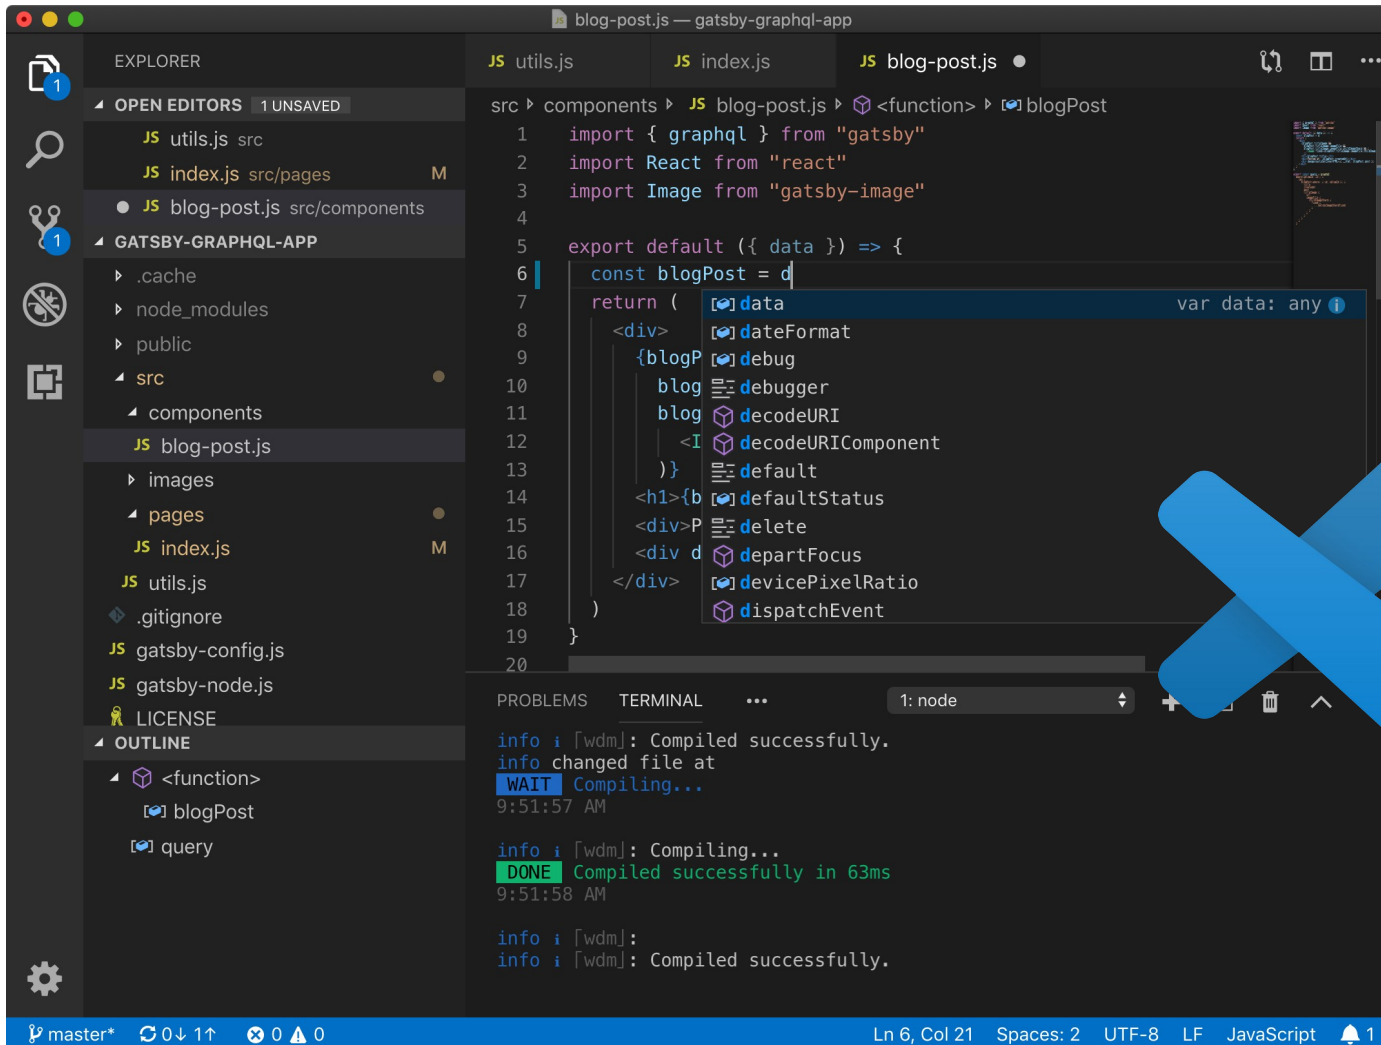 blog-post.js — gatsby-graphql-app
EXPLORER
OPEN EDITORS 1 UNSAVED
JS utils.js src
JS index.js src/pages M
JS blog-post.js src/components
GATSBY-GRAPHQL-APP
.cache
node_modules
public
src
components
JS blog-post.js
images
pages
JS index.js M
JS utils.js
.gitignore
JS gatsby-config.js
JS gatsby-node.js
LICENSE
OUTLINE
<function>
blogPost
query
1
1
JS utils.js JS index.js JS blog-post.js
src components JS blog-post.js <function> blogPost
1 import { graphql } from "gatsby"
2 import React from "react"
3 import Image from "gatsby-image"
4
5 export default ({ data }) => {
6 const blogPost = d
7 return (
8 <div>
9 {blogP
10 blog
11 blog
12 <I
13 )}
14 <h1>{b
15 <div>P
16 <div d
17 </div>
18 )
19 }
20
data var data: any
dateFormat
debug
debugger
decodeURI
decodeURIComponent
default
defaultStatus
delete
departFocus
devicePixelRatio
dispatchEvent
PROBLEMS TERMINAL ••• 1: node
info i ｢wdm｣: Compiled successfully.
info changed file at
WAIT Compiling...
9:51:57 AM
info i ｢wdm｣: Compiling...
DONE Compiled successfully in 63ms
9:51:58 AM
info i ｢wdm｣:
info i ｢wdm｣: Compiled successfully.
master* 0↓ 1↑ 0 0 Ln 6, Col 21 Spaces: 2 UTF-8 LF JavaScript 1